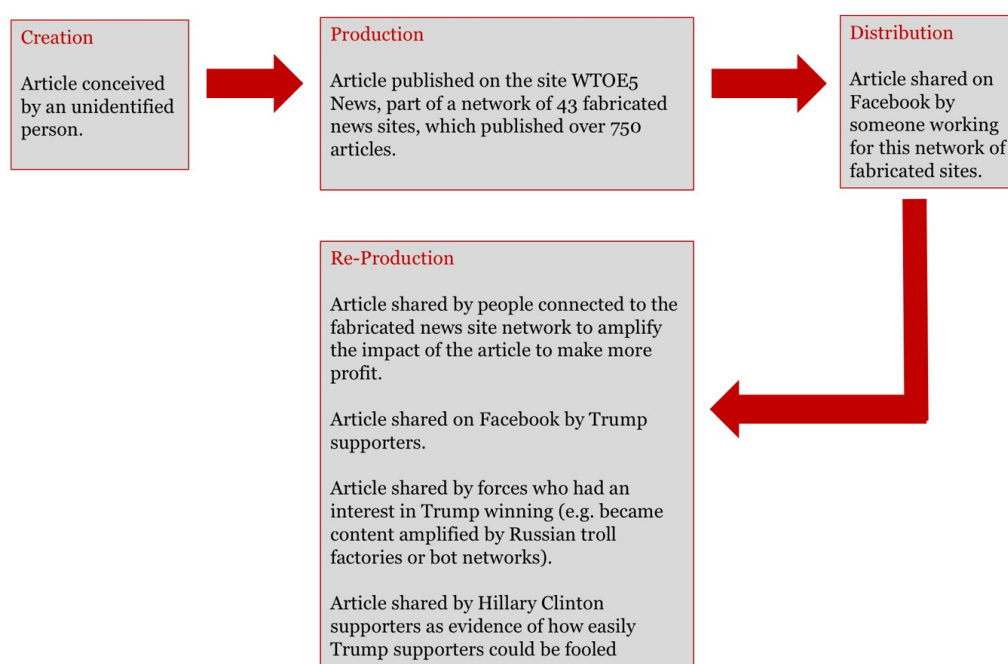 Creation
Article conceived
by an unidentified
person.
Production
Article published on the site WTOE5
News, part of a network of 43 fabricated
news sites, which published over 750
articles.
Distribution
Article shared on
Facebook by
someone working
for this network of
fabricated sites.
Re-Production
Article shared by people connected to the
fabricated news site network to amplify
the impact of the article to make more
profit.
Article shared on Facebook by Trump
supporters.
Article shared by forces who had an
interest in Trump winning (e.g. became
content amplified by Russian troll
factories or bot networks).
Article shared by Hillary Clinton
supporters as evidence of how easily
Trump supporters could be fooled